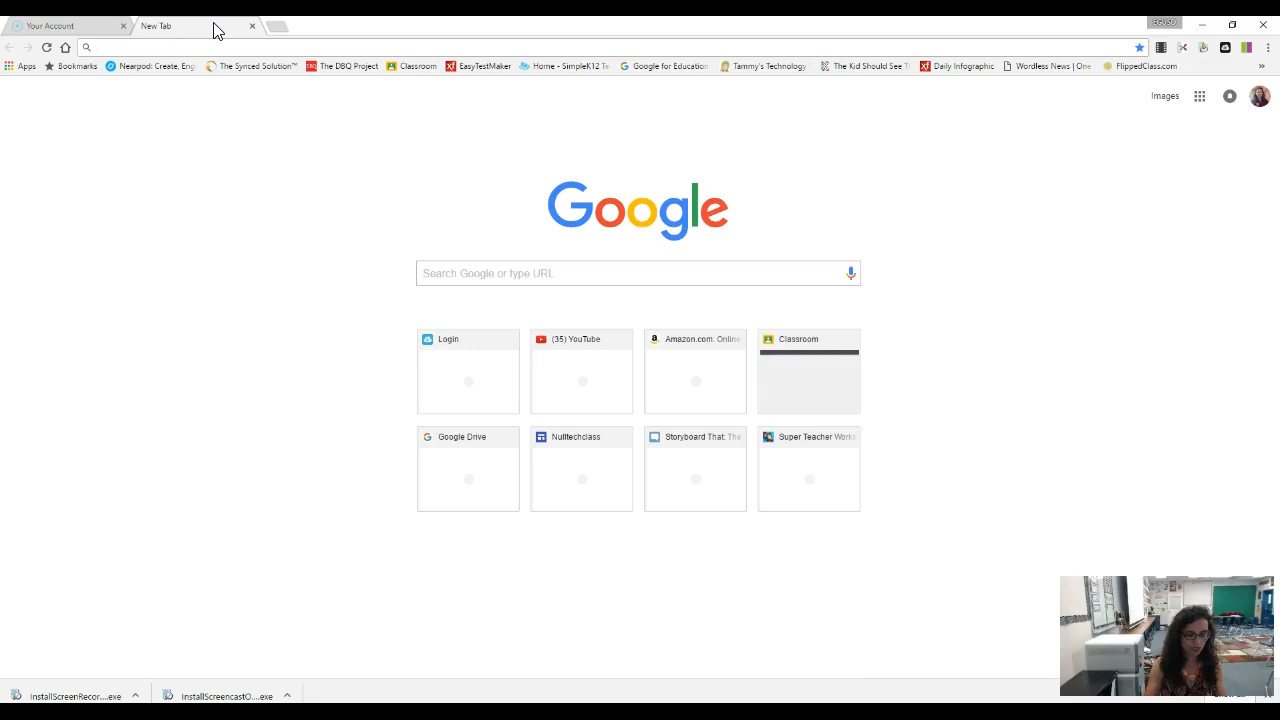 Your Account
New Tab
EGUSD
Apps Bookmarks Nearpod: Create, Eng The Synced Solution™ The DBQ Project Classroom EasyTestMaker Home - SimpleK12 Te Google for Education Tammy's Technology The Kid Should See T Daily Infographic Wordless News | One FlippedClass.com
Images
Google
Search Google or type URL
Login
(35) YouTube
Amazon.com: Online
Classroom
Google Drive
Nulltechclass
Storyboard That: The
Super Teacher Works
InstallScreenRecor....exe
InstallScreencastO....exe